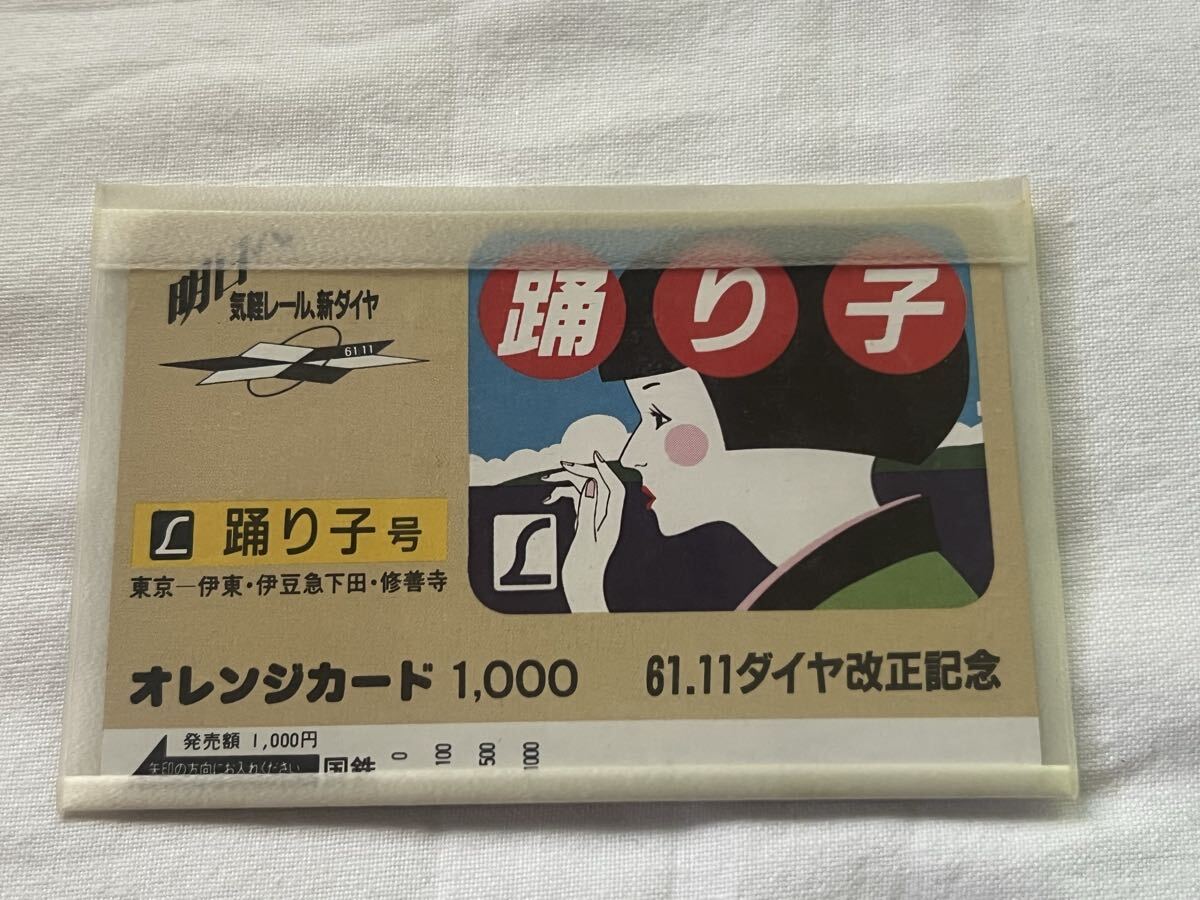 明日へ
気軽レール、新ダイヤ
61.11
踊り子
L 踊り子号
東京―伊東・伊豆急下田・修善寺
オレンジカード 1,000
61.11ダイヤ改正記念
発売額 1,000円
矢印の方向にお入れください
国鉄
0 100 500 1000